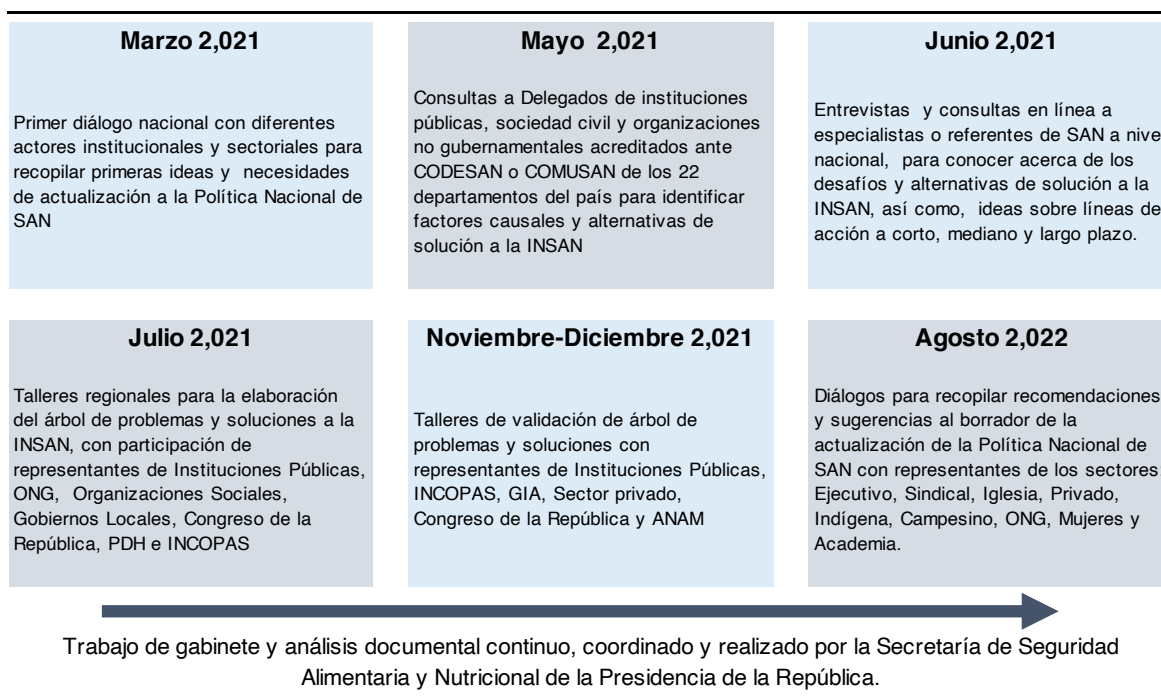 Marzo 2,021
Primer diálogo nacional con diferentes
actores institucionales y sectoriales para
recopilar primeras ideas y necesidades
de actualización a la Política Nacional de
SAN
Mayo 2,021
Consultas a Delegados de instituciones
públicas, sociedad civil y organizaciones
no gubernamentales acreditados ante
CODESAN o COMUSAN de los 22
departamentos del país para identificar
factores causales y alternativas de
solución a la INSAN
Junio 2,021
Entrevistas y consultas en línea a
especialistas o referentes de SAN a nive
nacional, para conocer acerca de los
desafíos y alternativas de solución a la
INSAN, así como, ideas sobre líneas de
acción a corto, mediano y largo plazo.
Julio 2,021
Talleres regionales para la elaboración
del árbol de problemas y soluciones a la
INSAN, con participación de
representantes de Instituciones Públicas,
ONG, Organizaciones Sociales,
Gobiernos Locales, Congreso de la
República, PDH e INCOPAS
Noviembre-Diciembre 2,021
Talleres de validación de árbol de
problemas y soluciones con
representantes de Instituciones Públicas,
INCOPAS, GIA, Sector privado,
Congreso de la República y ANAM
Agosto 2,022
Diálogos para recopilar recomendaciones
y sugerencias al borrador de la
actualización de la Política Nacional de
SAN con representantes de los sectores
Ejecutivo, Sindical, Iglesia, Privado,
Indígena, Campesino, ONG, Mujeres y
Academia.
Trabajo de gabinete y análisis documental continuo, coordinado y realizado por la Secretaría de Seguridad
Alimentaria y Nutricional de la Presidencia de la República.